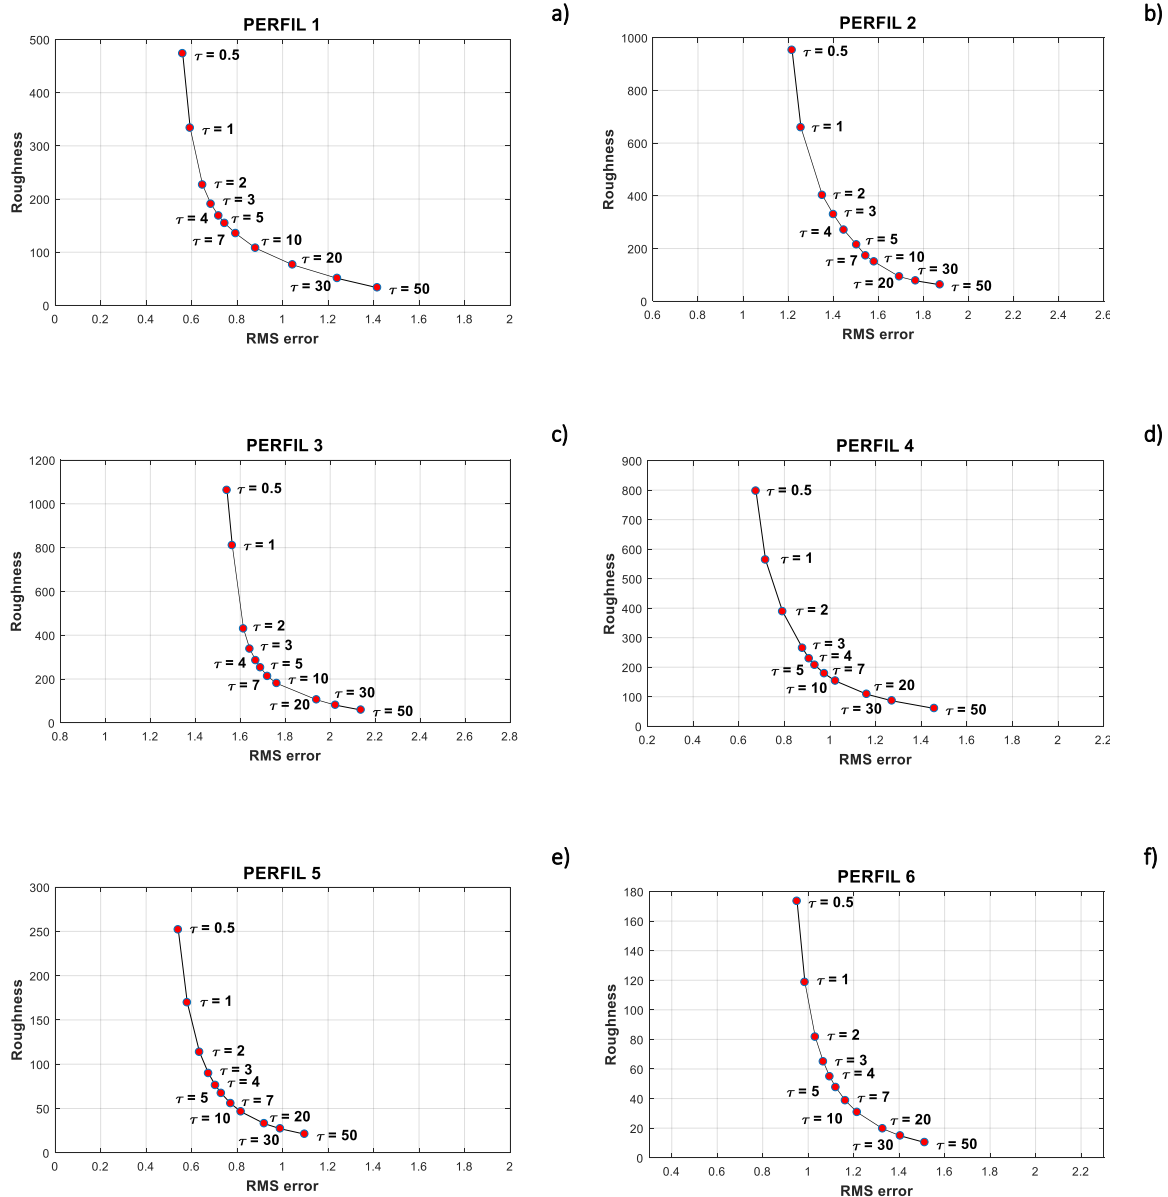 a)
PERFIL 1
500
400
300
200
100
0
Roughness
τ = 0.5
τ = 1
τ = 2
τ = 3
τ = 4
τ = 5
τ = 7
τ = 10
τ = 20
τ = 30
τ = 50
0 0.2 0.4 0.6 0.8 1 1.2 1.4 1.6 1.8 2
RMS error
b)
PERFIL 2
1000
800
600
400
200
0
Roughness
τ = 0.5
τ = 1
τ = 2
τ = 3
τ = 4
τ = 5
τ = 7
τ = 10
τ = 20
τ = 30
τ = 50
0.6 0.8 1 1.2 1.4 1.6 1.8 2 2.2 2.4 2.6
RMS error
c)
PERFIL 3
1200
1000
800
600
400
200
0
Roughness
τ = 0.5
τ = 1
τ = 2
τ = 3
τ = 4
τ = 5
τ = 7
τ = 10
τ = 20
τ = 30
τ = 50
0.8 1 1.2 1.4 1.6 1.8 2 2.2 2.4 2.6 2.8
RMS error
d)
PERFIL 4
900
800
700
600
500
400
300
200
100
0
Roughness
τ = 0.5
τ = 1
τ = 2
τ = 3
τ = 4
τ = 5
τ = 7
τ = 10
τ = 20
τ = 30
τ = 50
0.2 0.4 0.6 0.8 1 1.2 1.4 1.6 1.8 2 2.2
RMS error
e)
PERFIL 5
300
250
200
150
100
50
0
Roughness
τ = 0.5
τ = 1
τ = 2
τ = 3
τ = 4
τ = 5
τ = 7
τ = 10
τ = 20
τ = 30
τ = 50
0 0.2 0.4 0.6 0.8 1 1.2 1.4 1.6 1.8 2
RMS error
f)
PERFIL 6
180
160
140
120
100
80
60
40
20
0
Roughness
τ = 0.5
τ = 1
τ = 2
τ = 3
τ = 4
τ = 5
τ = 7
τ = 10
τ = 20
τ = 30
τ = 50
0.4 0.6 0.8 1 1.2 1.4 1.6 1.8 2 2.2
RMS error